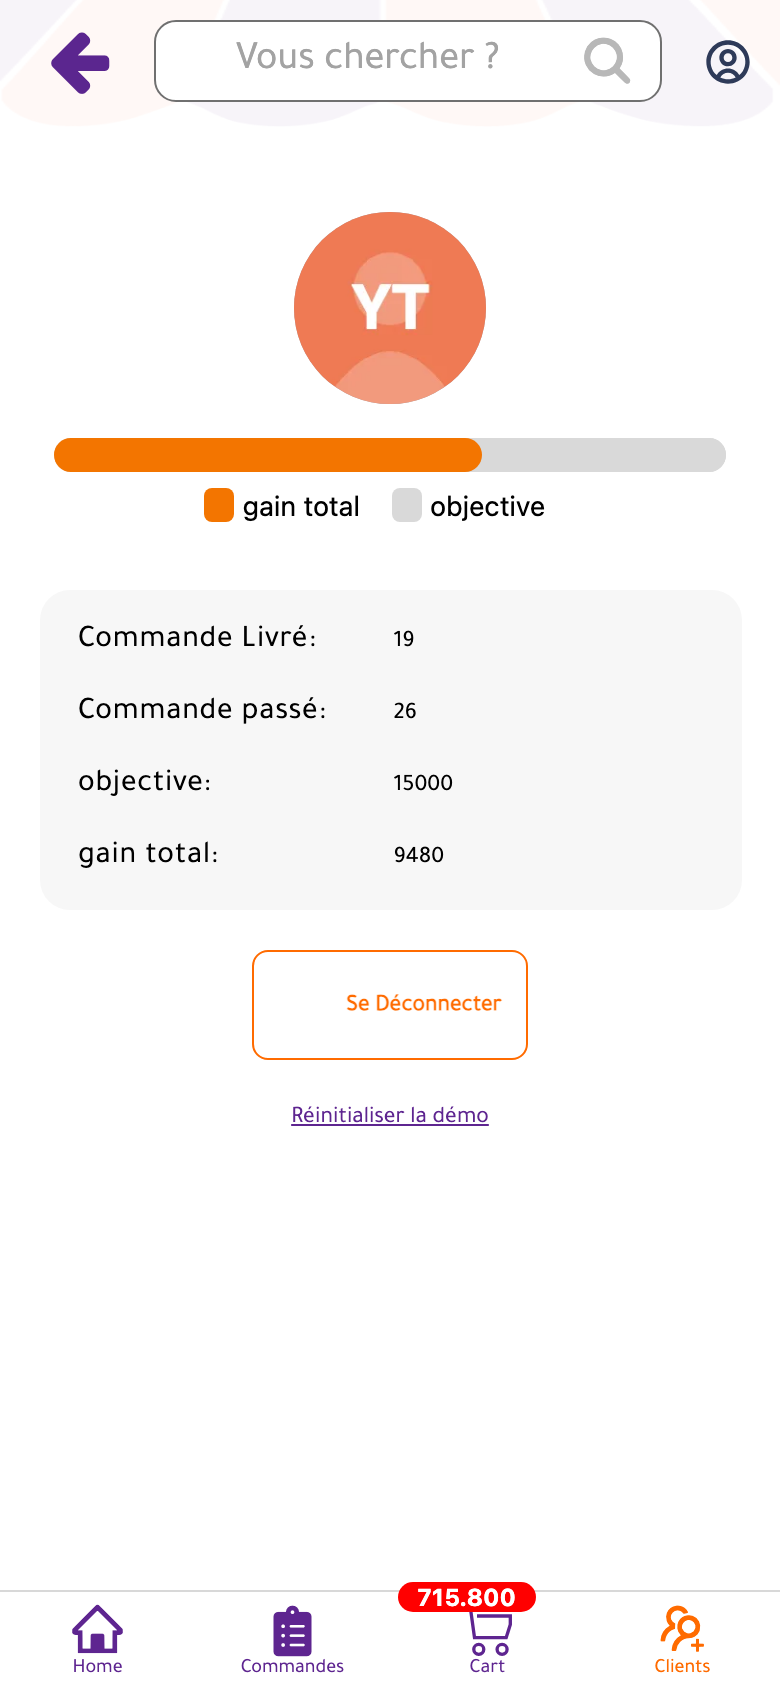 Vous chercher ?
YT
gain total objective
Commande Livré: 19
Commande passé: 26
objective: 15000
gain total: 9480
Se Déconnecter
Réinitialiser la démo
715.800
Home Commandes Cart Clients